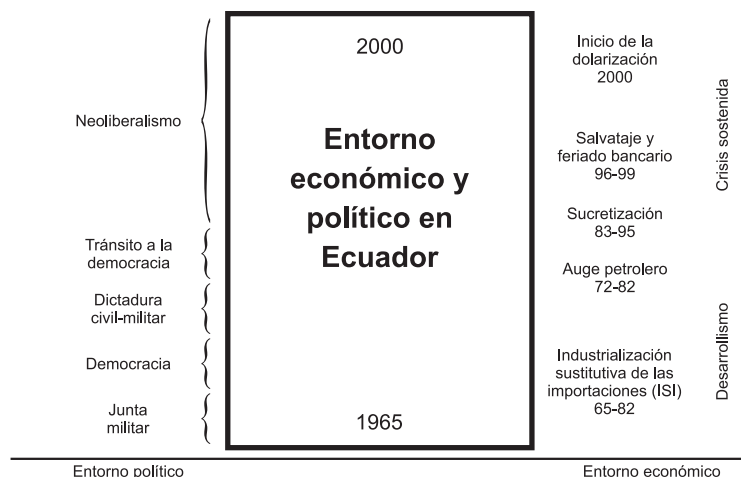 Neoliberalismo
Tránsito a la
democracia
Dictadura
civil-militar
Democracia
Junta
militar
2000
Entorno
económico y
político en
Ecuador
1965
Inicio de la
dolarización
2000
Salvataje y
feriado bancario
96-99
Sucretización
83-95
Auge petrolero
72-82
Industrialización
sustitutiva de las
importaciones (ISI)
65-82
Crisis sostenida
Desarrollismo
Entorno político
Entorno económico